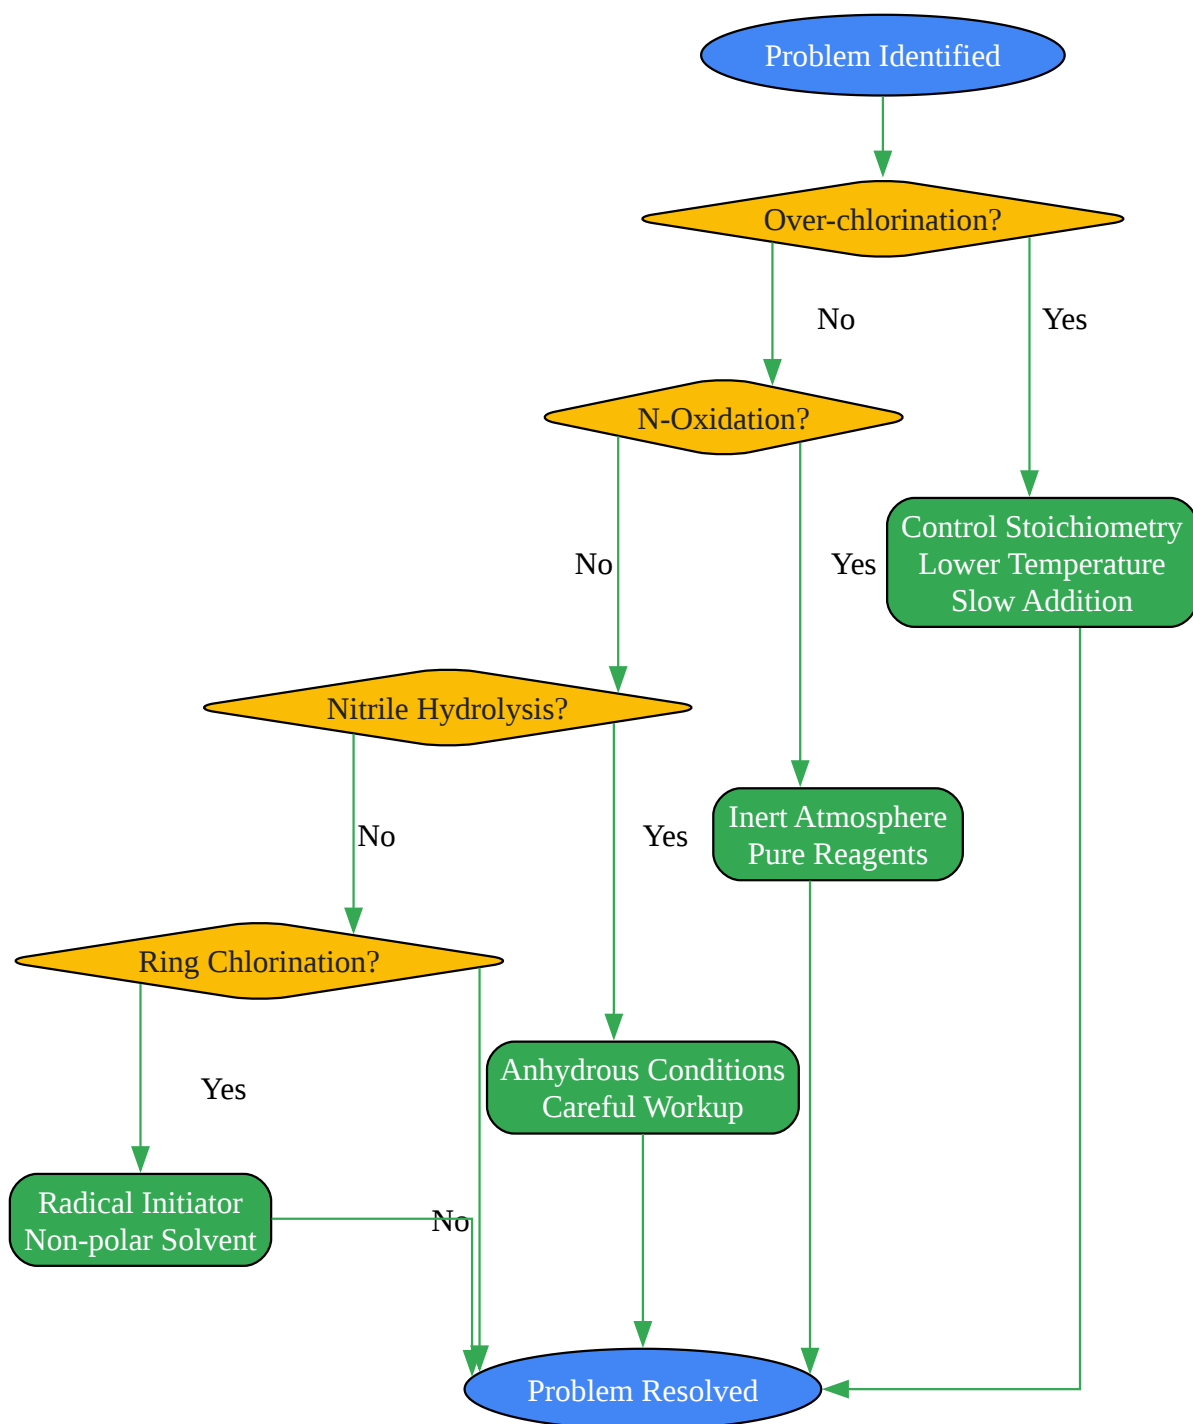 Problem Identified
Over-chlorination?
No
Yes
N-Oxidation?
Control Stoichiometry
Lower Temperature
Slow Addition
No
Yes
Nitrile Hydrolysis?
Inert Atmosphere
Pure Reagents
No
Yes
Ring Chlorination?
Anhydrous Conditions
Careful Workup
Yes
Radical Initiator
Non-polar Solvent
No
Problem Resolved